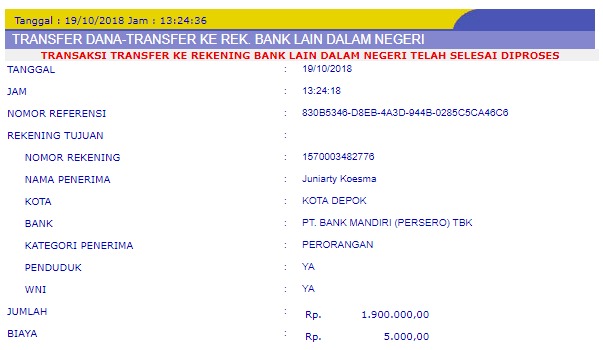 Tanggal : 19/10/2018 Jam : 13:24:36
TRANSFER DANA-TRANSFER KE REK. BANK LAIN DALAM NEGERI
TRANSAKSI TRANSFER KE REKENING BANK LAIN DALAM NEGERI TELAH SELESAI DIPROSES
TANGGAL : 19/10/2018
JAM : 13:24:18
NOMOR REFERENSI : 830B5346-D8EB-4A3D-944B-0285C5CA46C6
REKENING TUJUAN :
NOMOR REKENING : 1570003482776
NAMA PENERIMA : Juniarty Koesma
KOTA : KOTA DEPOK
BANK : PT. BANK MANDIRI (PERSERO) TBK
KATEGORI PENERIMA : PERORANGAN
PENDUDUK : YA
WNI : YA
JUMLAH : Rp. 1.900.000,00
BIAYA : Rp. 5.000,00